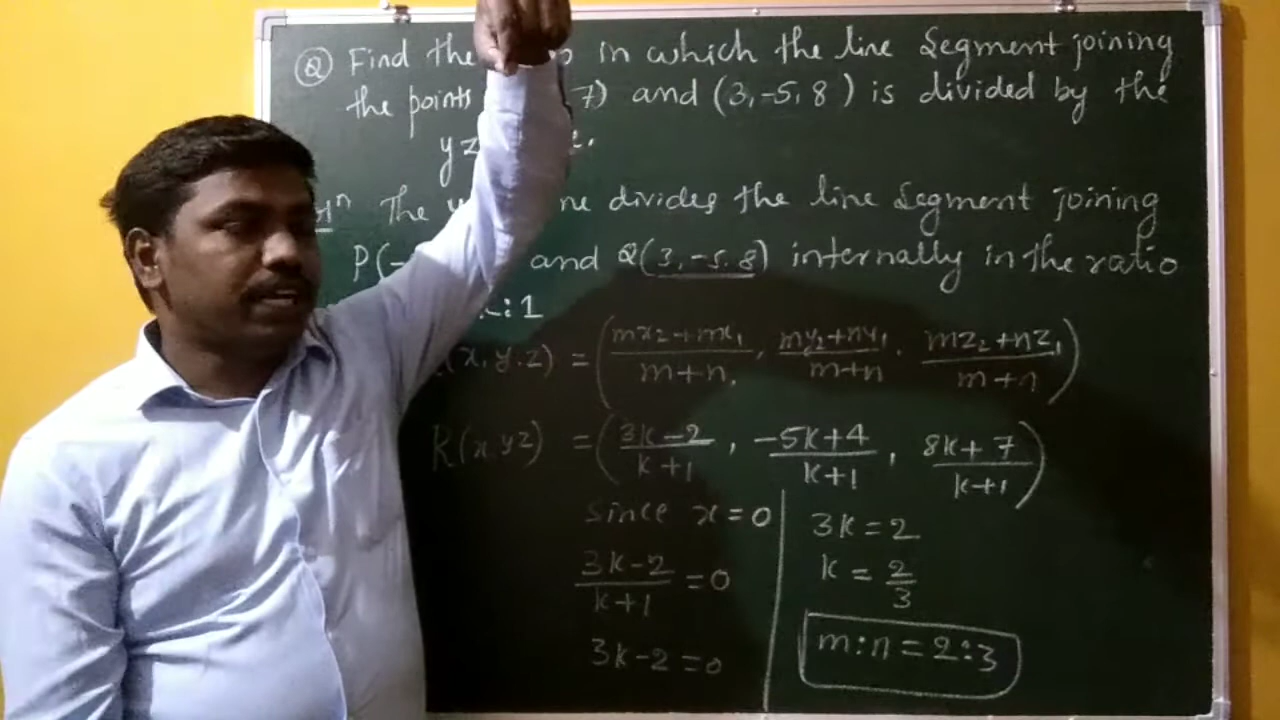 Q Find the in which the line Segment joining
the points 7) and (3,-5,8) is divided by the
yz
The divides the line Segment joining
P(- and Q(3,-5,8) internally in the ratio
:1
(x,y,z) = (mx₂+nx₁/m+n, my₂+ny₁/m+n, mz₂+nz₁/m+n)
R(x,yz) = (3k-2/k+1, -5k+4/k+1, 8k+7/k+1)
Since x=0
3k-2/k+1 = 0
3k-2=0
3k=2
k = 2/3
m:n = 2:3